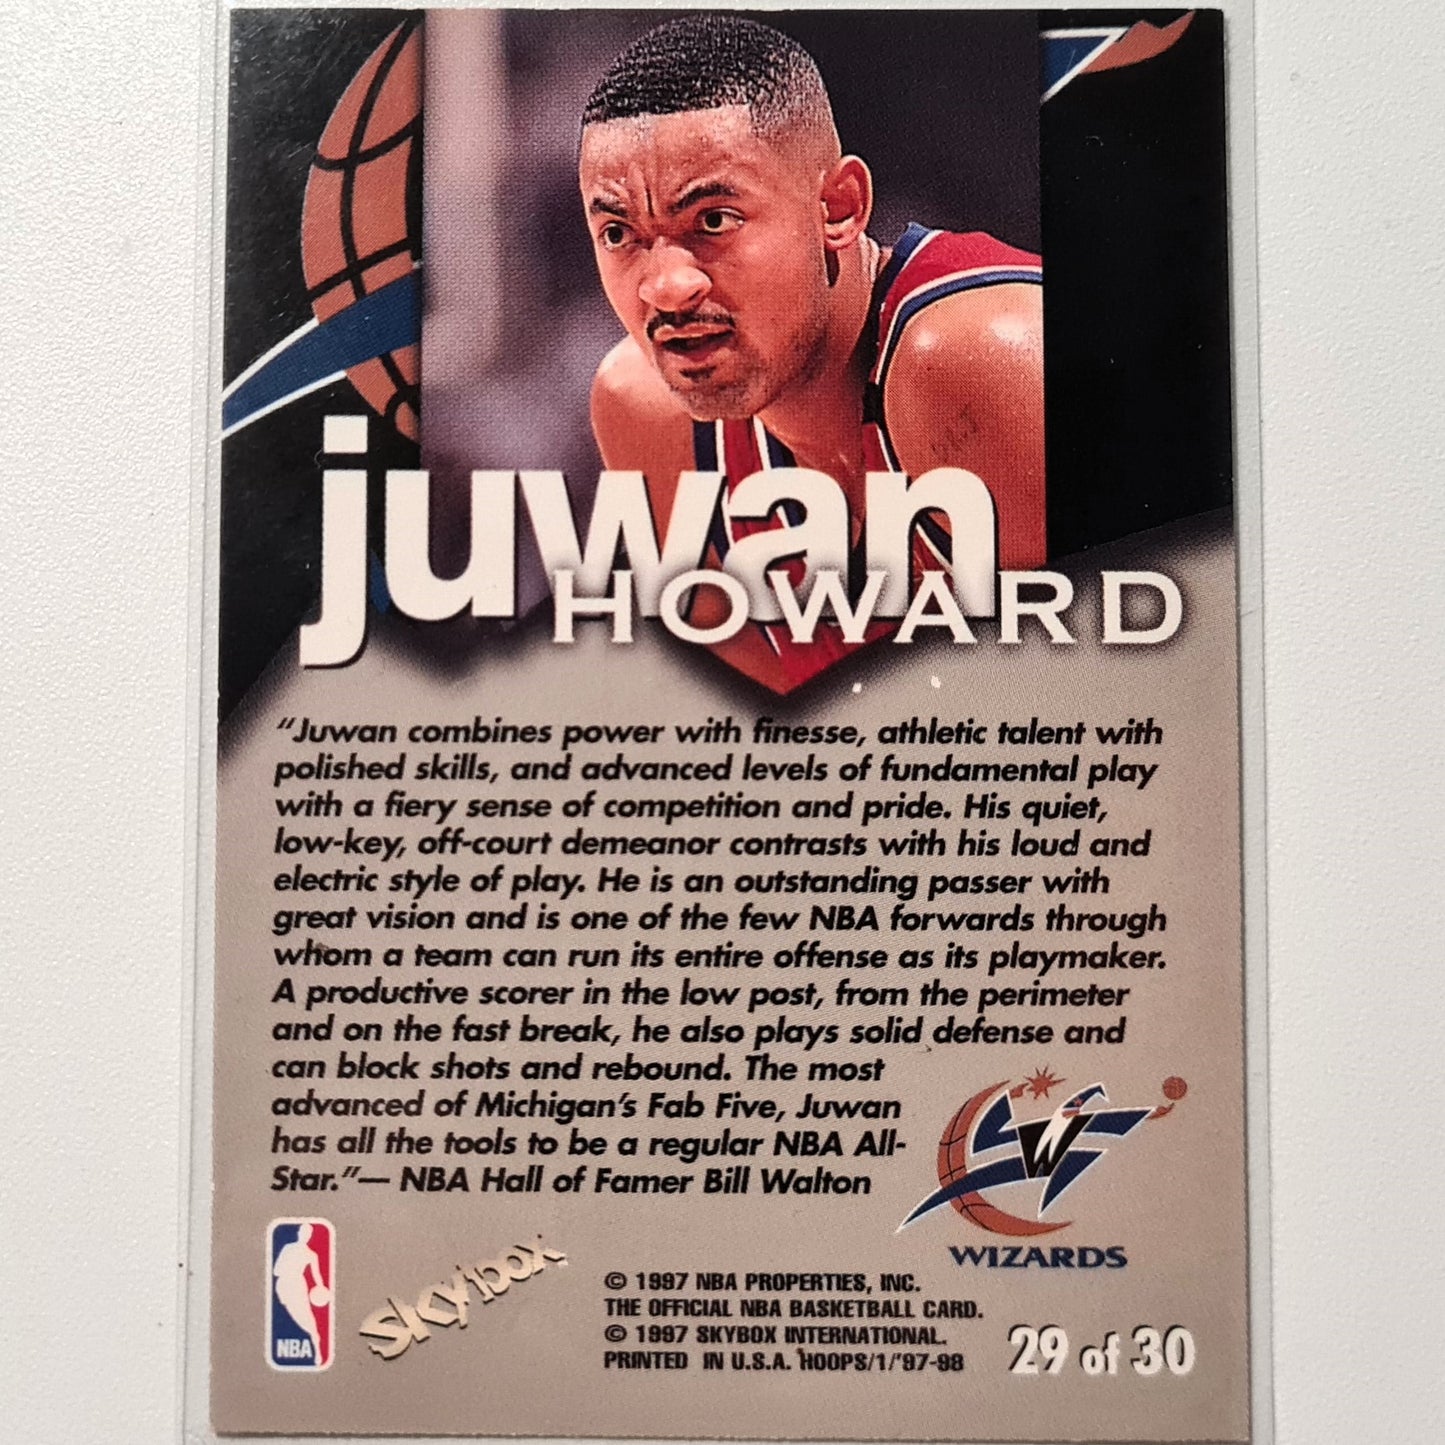 juwan
HOWARD
“Juwan combines power with finesse, athletic talent with
polished skills, and advanced levels of fundamental play
with a fiery sense of competition and pride. His quiet,
low-key, off-court demeanor contrasts with his loud and
electric style of play. He is an outstanding passer with
great vision and is one of the few NBA forwards through
whom a team can run its entire offense as its playmaker.
A productive scorer in the low post, from the perimeter
and on the fast break, he also plays solid defense and
can block shots and rebound. The most
advanced of Michigan’s Fab Five, Juwan
has all the tools to be a regular NBA All-
Star.”— NBA Hall of Famer Bill Walton
W
WIZARDS
NBA
SkyBox
© 1997 NBA PROPERTIES, INC.
THE OFFICIAL NBA BASKETBALL CARD.
© 1997 SKYBOX INTERNATIONAL.
PRINTED IN U.S.A. HOOPS/1/'97-98
29 of 30